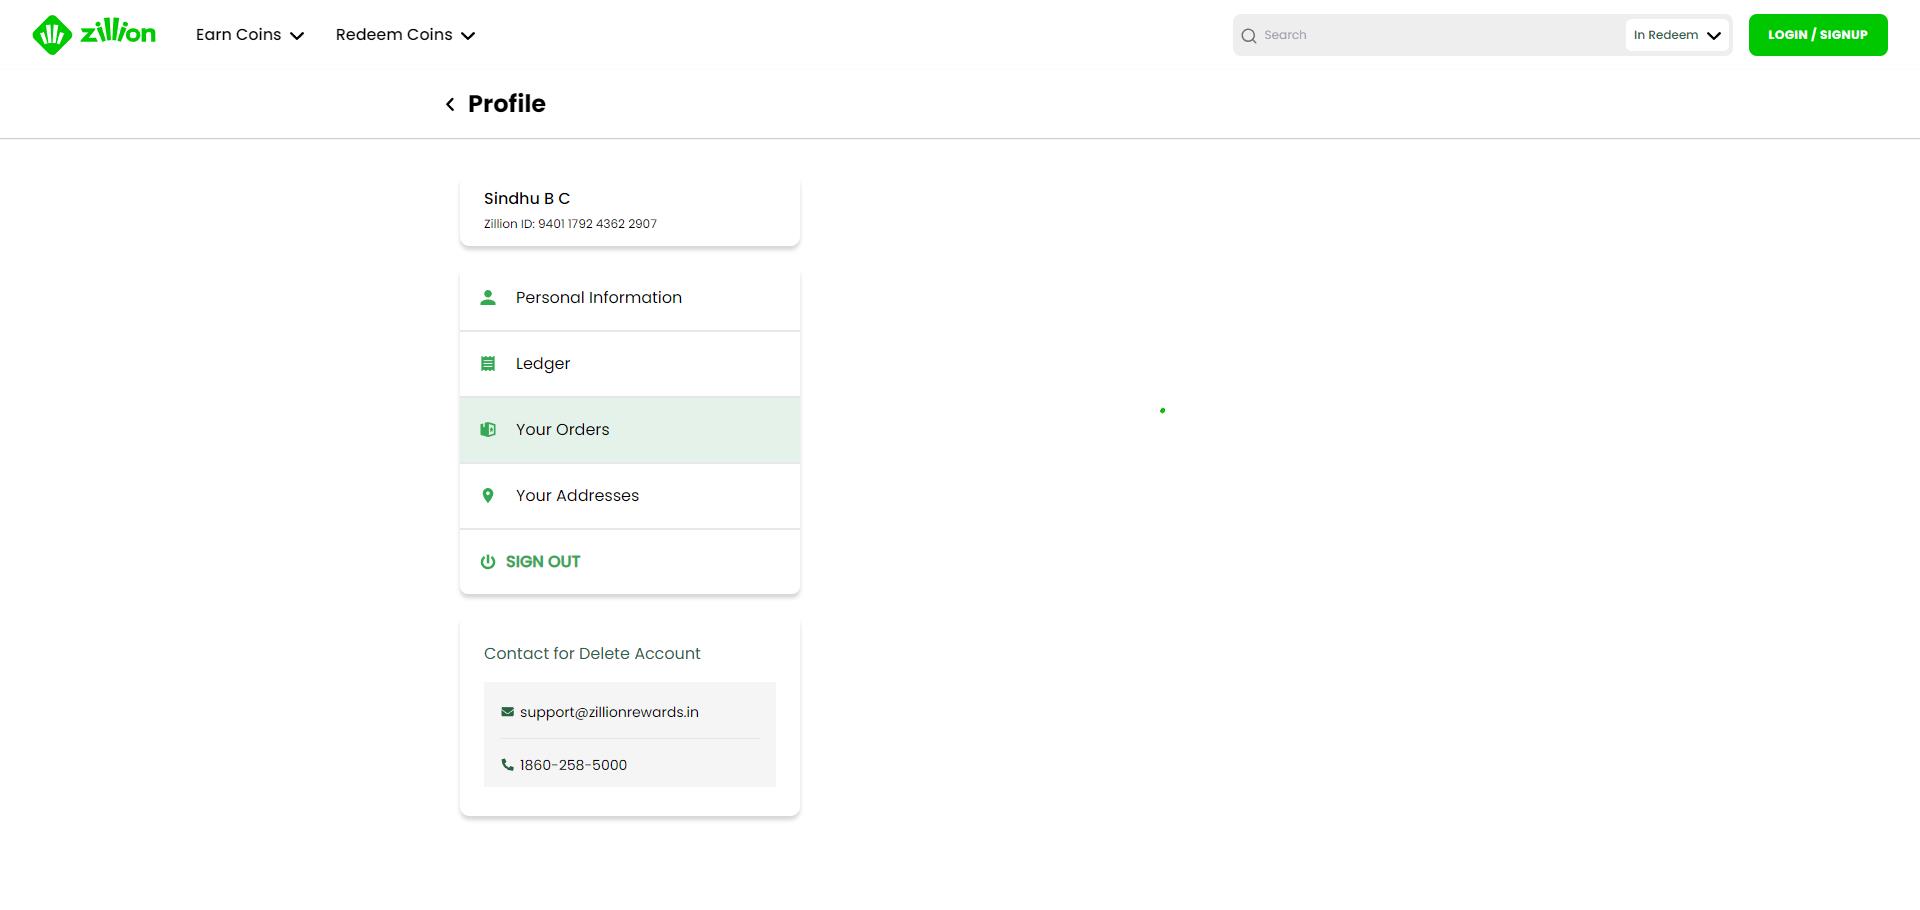 zillion
Earn Coins
Redeem Coins
Search
In Redeem
LOGIN / SIGNUP
Profile
Sindhu B C
Zillion ID: 9401 1792 4362 2907
Personal Information
Ledger
Your Orders
Your Addresses
SIGN OUT
Contact for Delete Account
support@zillionrewards.in
1860-258-5000